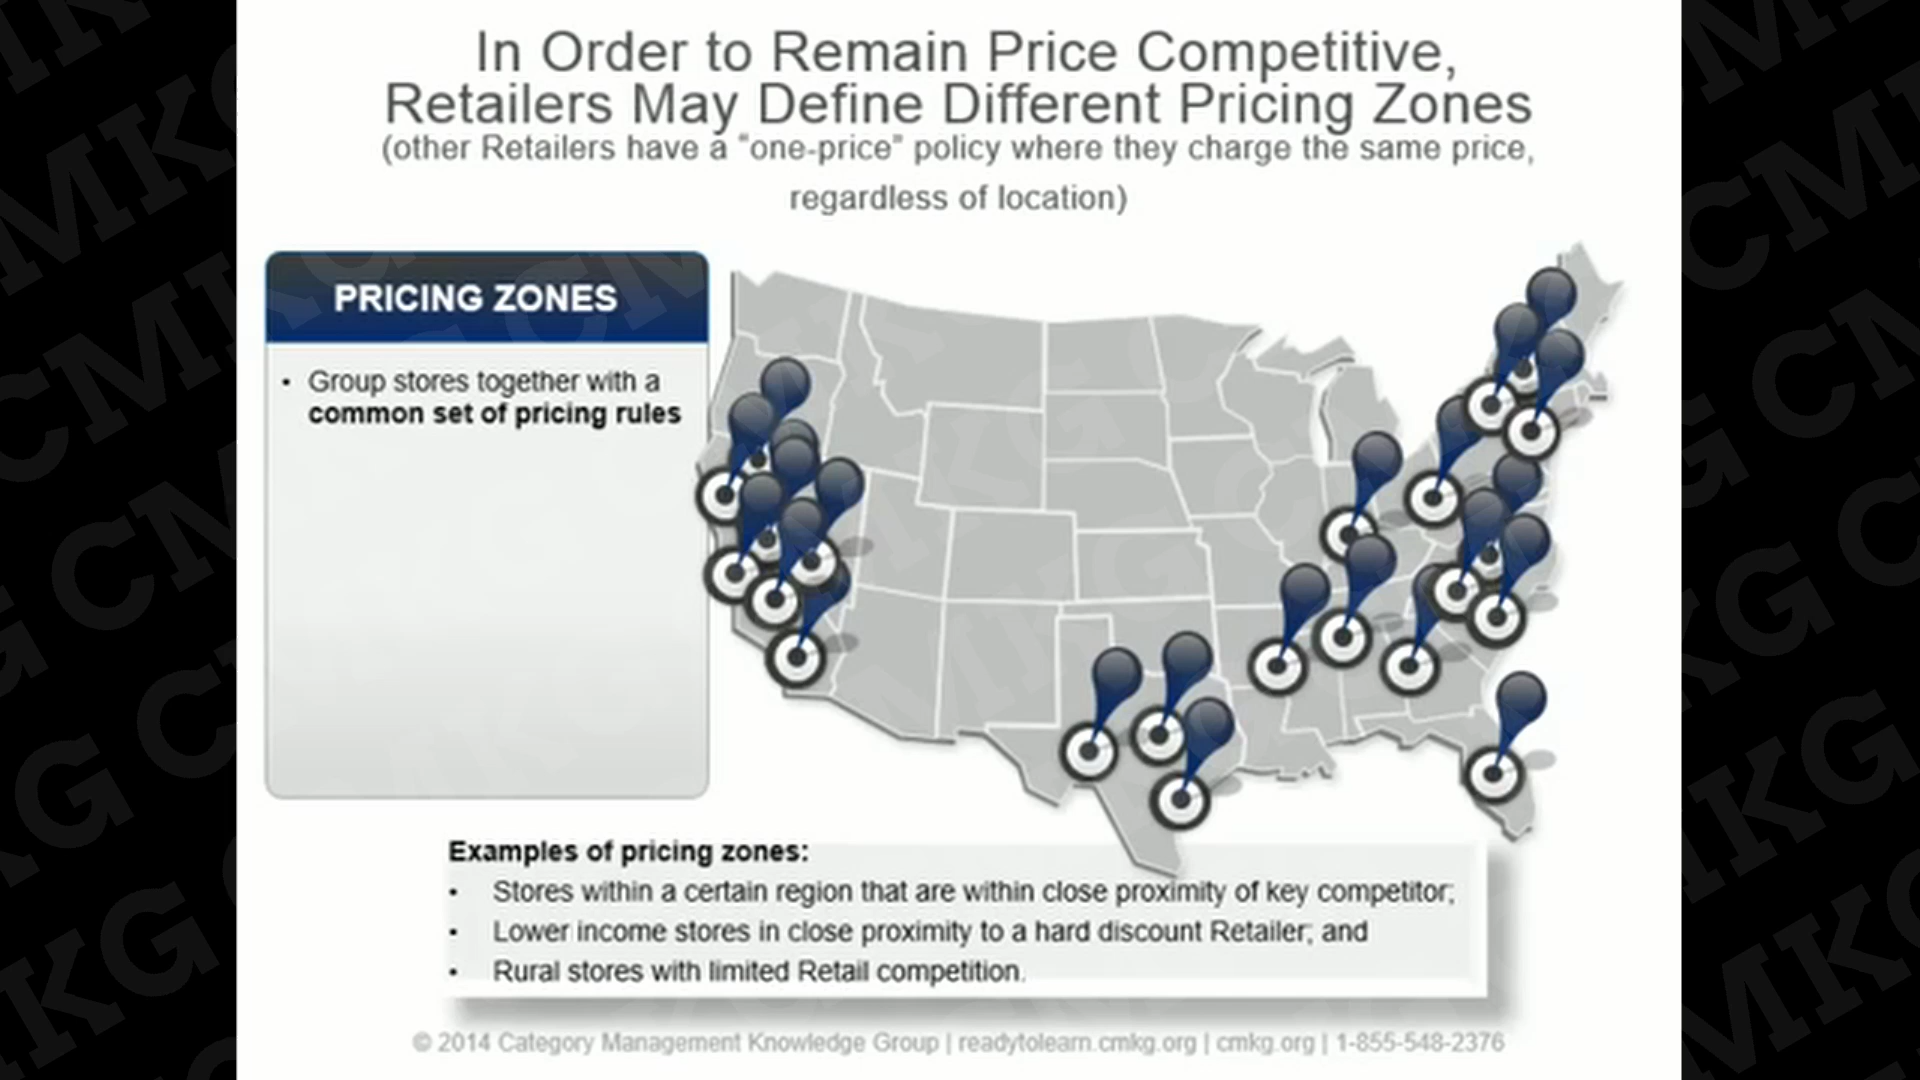 In Order to Remain Price Competitive,
Retailers May Define Different Pricing Zones
(other Retailers have a "one-price" policy where they charge the same price,
regardless of location)
PRICING ZONES
• Group stores together with a
common set of pricing rules
Examples of pricing zones:
• Stores within a certain region that are within close proximity of key competitor;
• Lower income stores in close proximity to a hard discount Retailer; and
• Rural stores with limited Retail competition.
© 2014 Category Management Knowledge Group | readytolearn.cmkg.org | cmkg.org | 1-855-548-2376